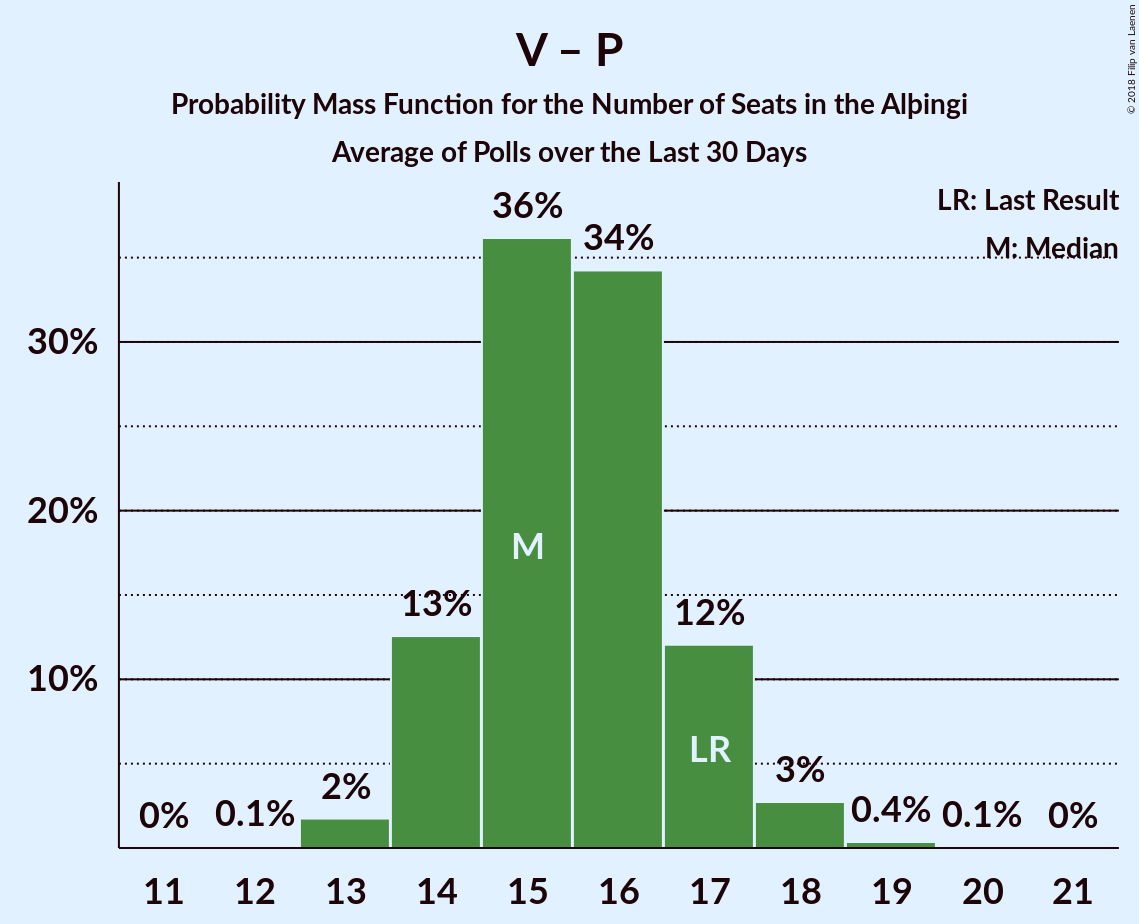 V – P
Probability Mass Function for the Number of Seats in the Alþingi
Average of Polls over the Last 30 Days
© 2018 Filip van Laenen
LR: Last Result
M: Median
36%
34%
30%
20%
M
13%
12%
10%
LR
2%
3%
0%
0.1%
0.4%
0.1%
0%
11 12 13 14 15 16 17 18 19 20 21